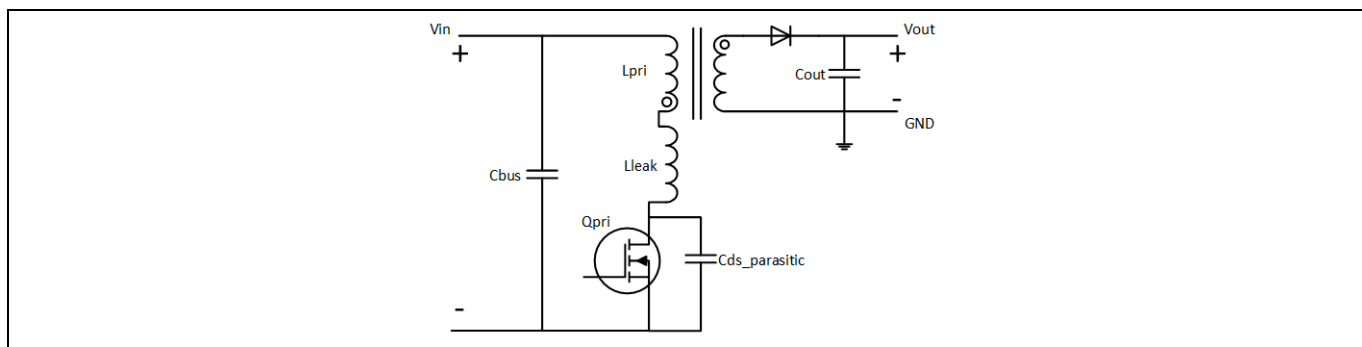 Vin
Vout
+
+
Lpri
Cout
-
GND
Lleak
Cbus
Qpri
Cds_parasitic
-